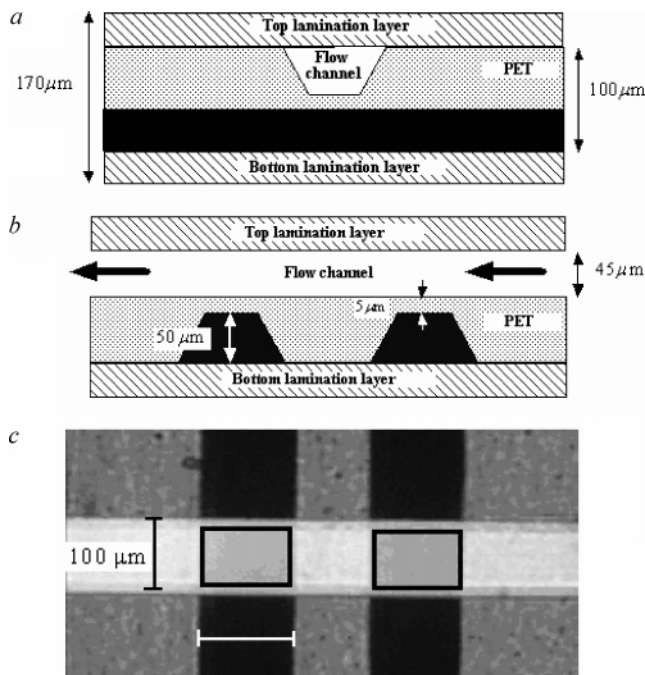 a
Top lamination layer
Flow
channel
PET
170μm
100μm
Bottom lamination layer
b
Top lamination layer
Flow channel
45μm
5μm
50 μm
PET
Bottom lamination layer
c
100 μm